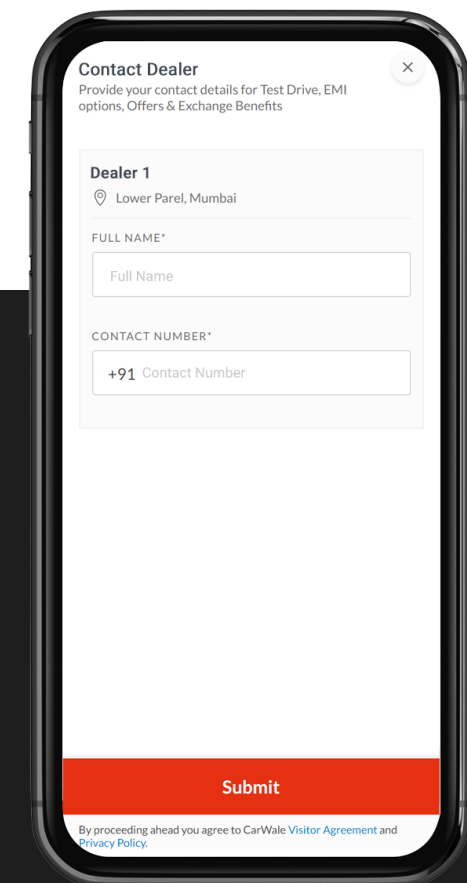 Contact Dealer
Provide your contact details for Test Drive, EMI
options, Offers & Exchange Benefits
Dealer 1
Lower Parel, Mumbai
FULL NAME*
Full Name
CONTACT NUMBER*
+91 Contact Number
Submit
By proceeding ahead you agree to CarWale Visitor Agreement and
Privacy Policy.